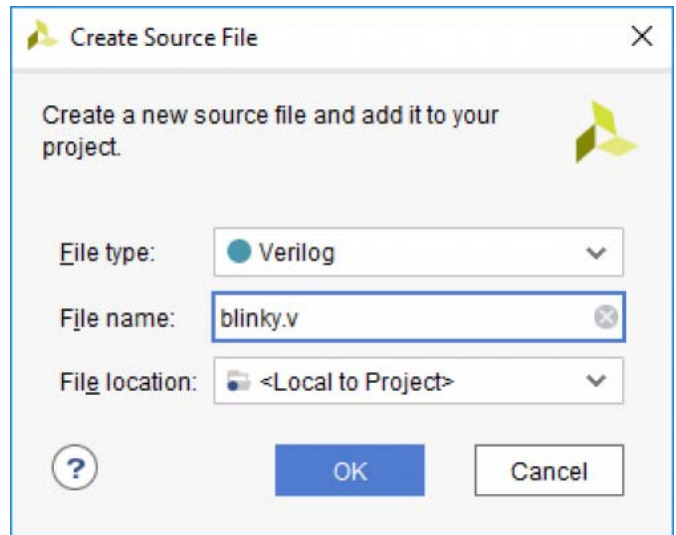 Create Source File
Create a new source file and add it to your
project.
File type: Verilog
File name: blinky.v
File location: <Local to Project>
? OK Cancel